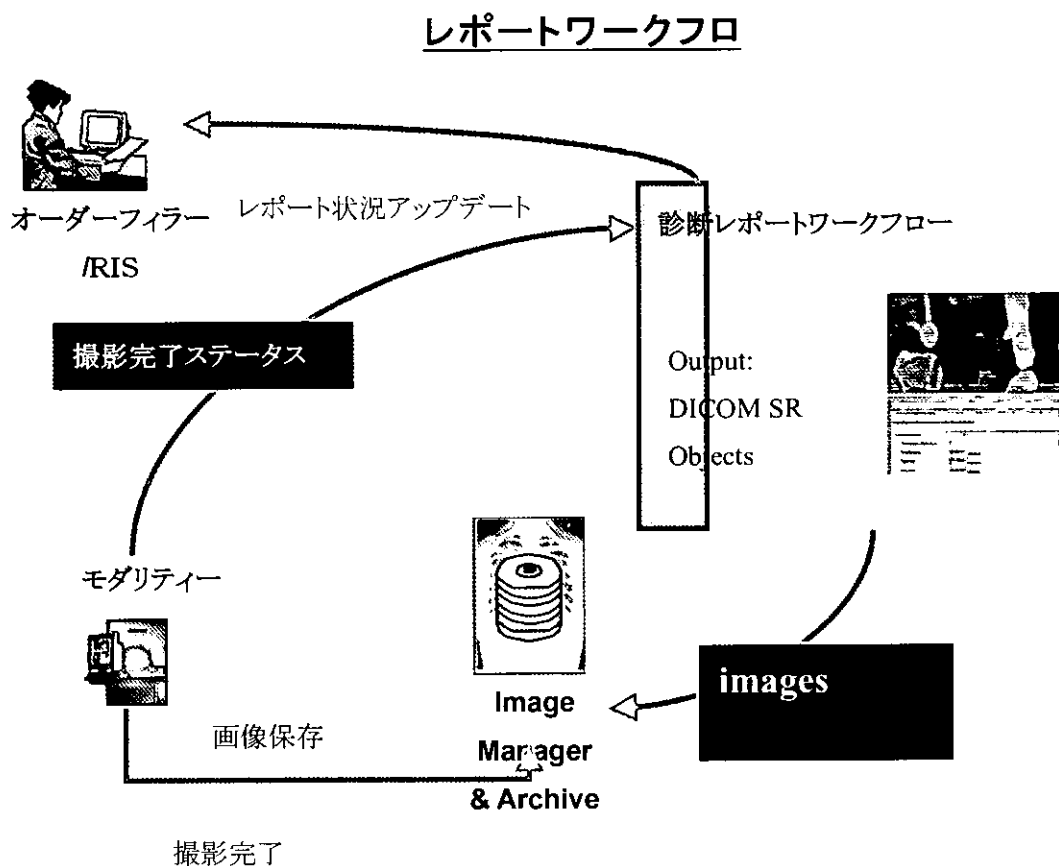 レポートワークフロ
オーダーフィラー
/RIS
レポート状況アップデート
診断レポートワークフロー
撮影完了ステータス
Output:
DICOM SR
Objects
モダリティー
images
Image
Manager
& Archive
画像保存
撮影完了